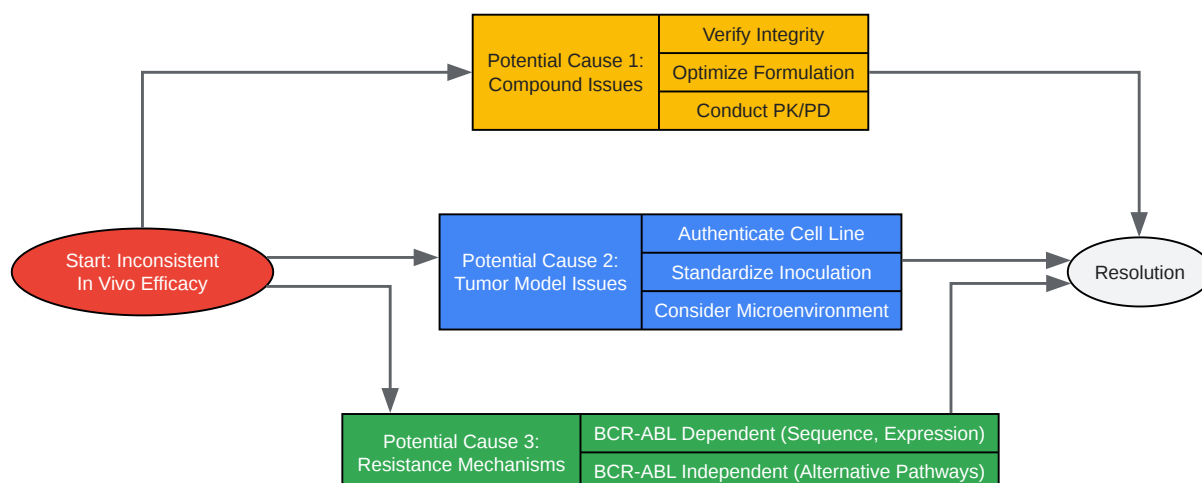 Start: Inconsistent
In Vivo Efficacy
Potential Cause 1:
Compound Issues
Verify Integrity
Optimize Formulation
Conduct PK/PD
Potential Cause 2:
Tumor Model Issues
Authenticate Cell Line
Standardize Inoculation
Consider Microenvironment
Potential Cause 3:
Resistance Mechanisms
BCR-ABL Dependent (Sequence, Expression)
BCR-ABL Independent (Alternative Pathways)
Resolution